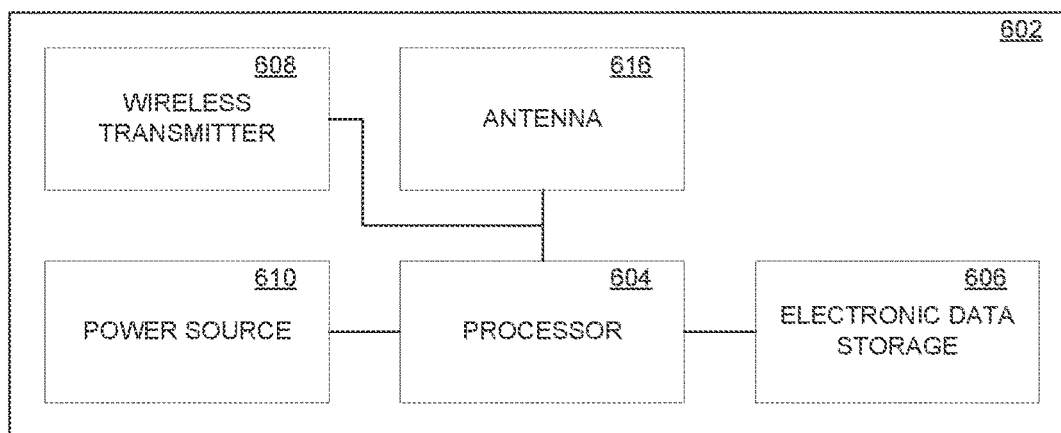 602
608
WIRELESS
TRANSMITTER
616
ANTENNA
610
POWER SOURCE
604
PROCESSOR
606
ELECTRONIC DATA
STORAGE